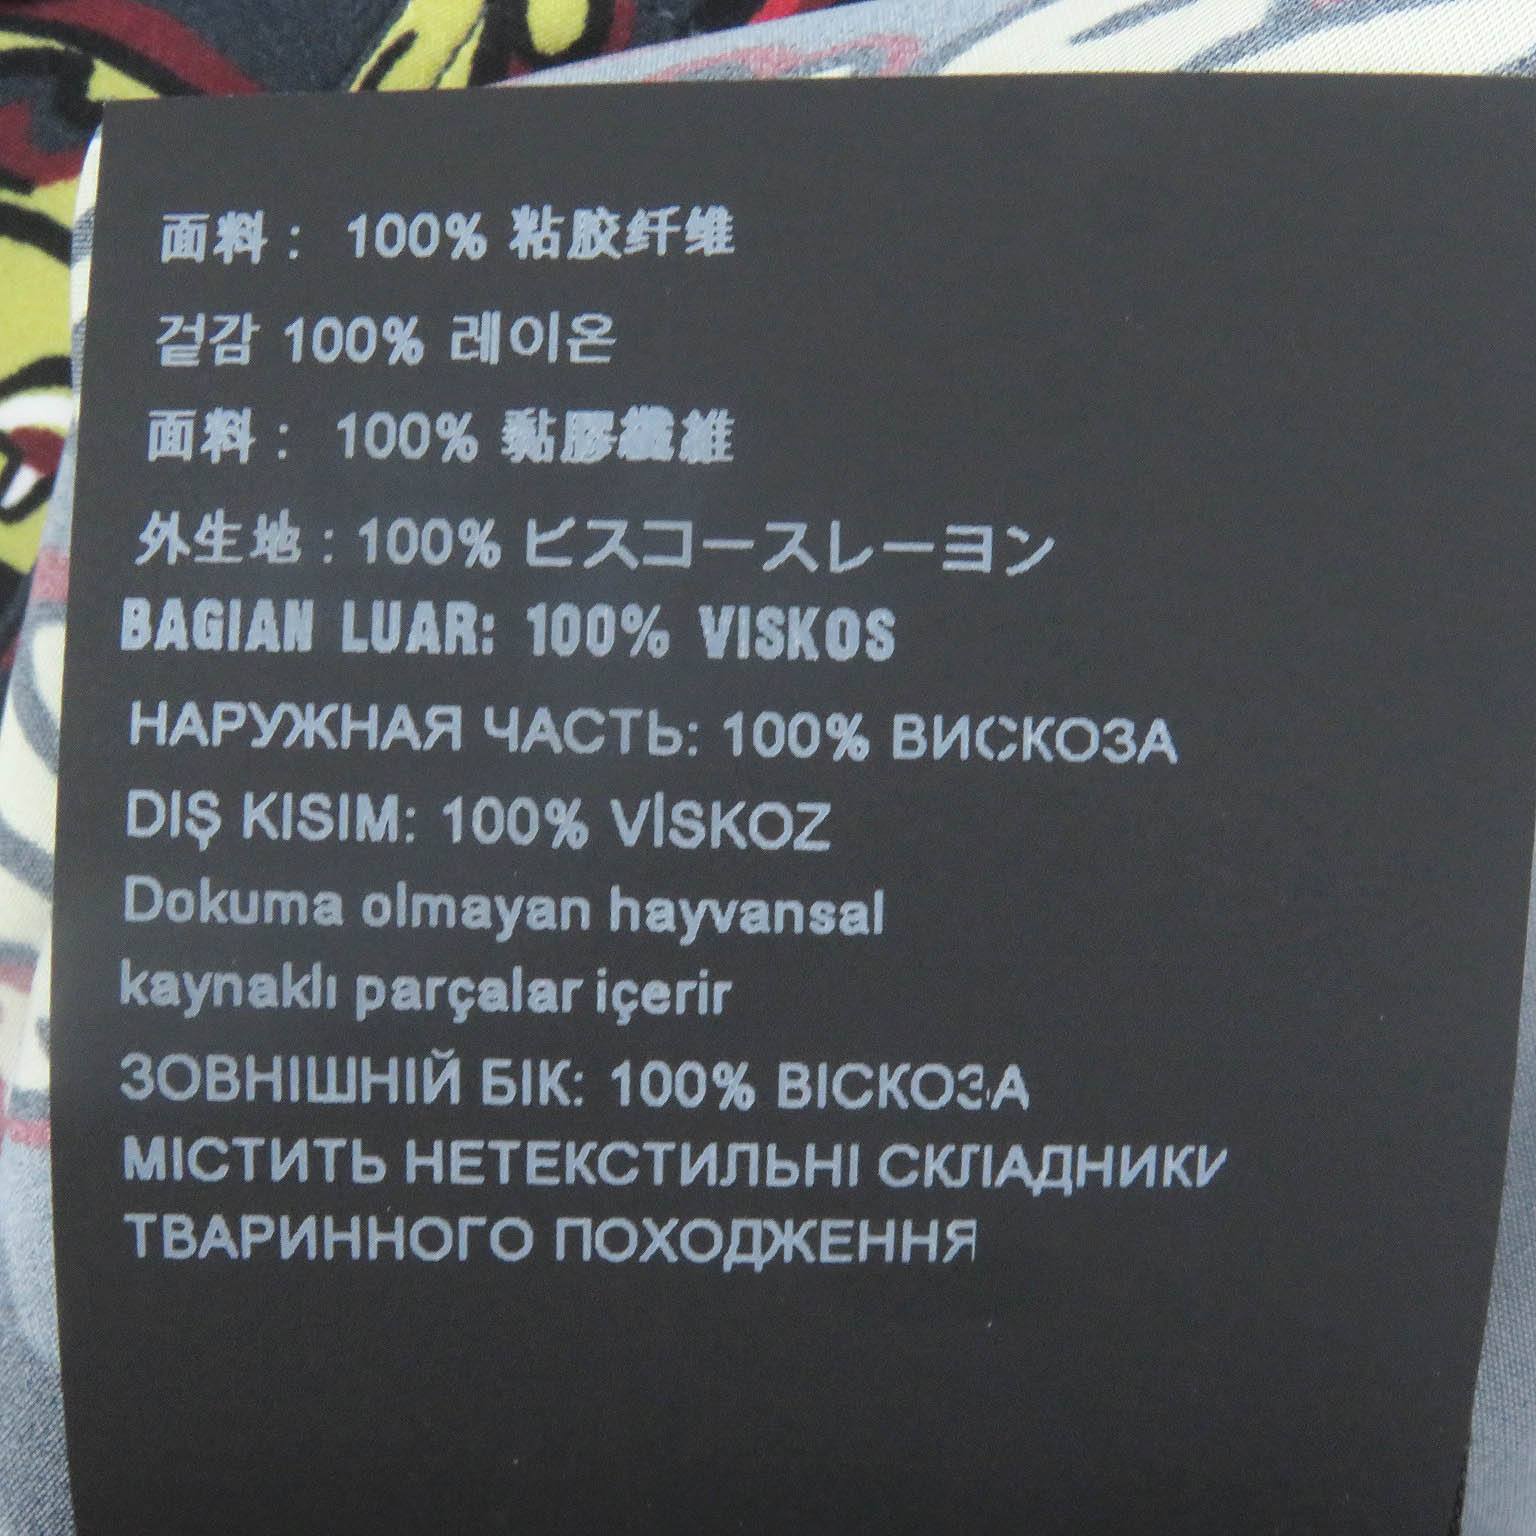 面料： 100% 粘胶纤维
겉감 100% 레이온
面料： 100% 黏膠纖維
外生地 : 100% ビスコースレーヨン
BAGIAN LUAR: 100% VISKOS
НАРУЖНАЯ ЧАСТЬ: 100% ВИСКОЗА
DIŞ KISIM: 100% VİSKOZ
Dokuma olmayan hayvansal
kaynaklı parçalar içerir
ЗОВНІШНІЙ БІК: 100% ВІСКОЗА
МІСТИТЬ НЕТЕКСТИЛЬНІ СКЛАДНИКИ
ТВАРИННОГО ПОХОДЖЕННЯ